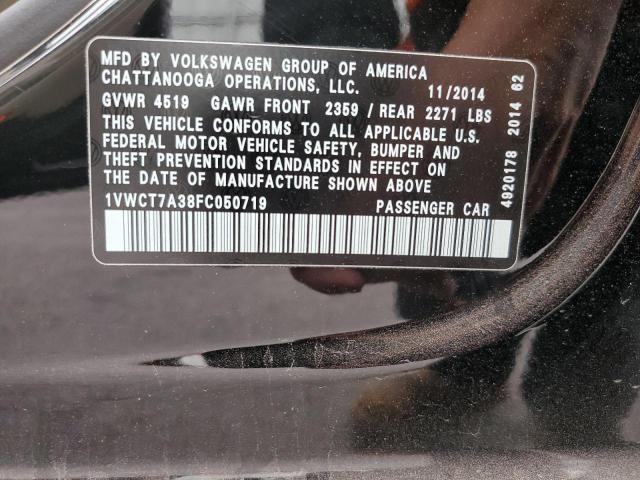 MFD BY VOLKSWAGEN GROUP OF AMERICA
CHATTANOOGA OPERATIONS, LLC. 11/2014
GVWR 4519 GAWR FRONT 2359 / REAR 2271 LBS
THIS VEHICLE CONFORMS TO ALL APPLICABLE U.S.
FEDERAL MOTOR VEHICLE SAFETY, BUMPER AND
THEFT PREVENTION STANDARDS IN EFFECT ON
THE DATE OF MANUFACTURE SHOWN ABOVE
1VWCT7A38FC050719 PASSENGER CAR
4920178 2014 62